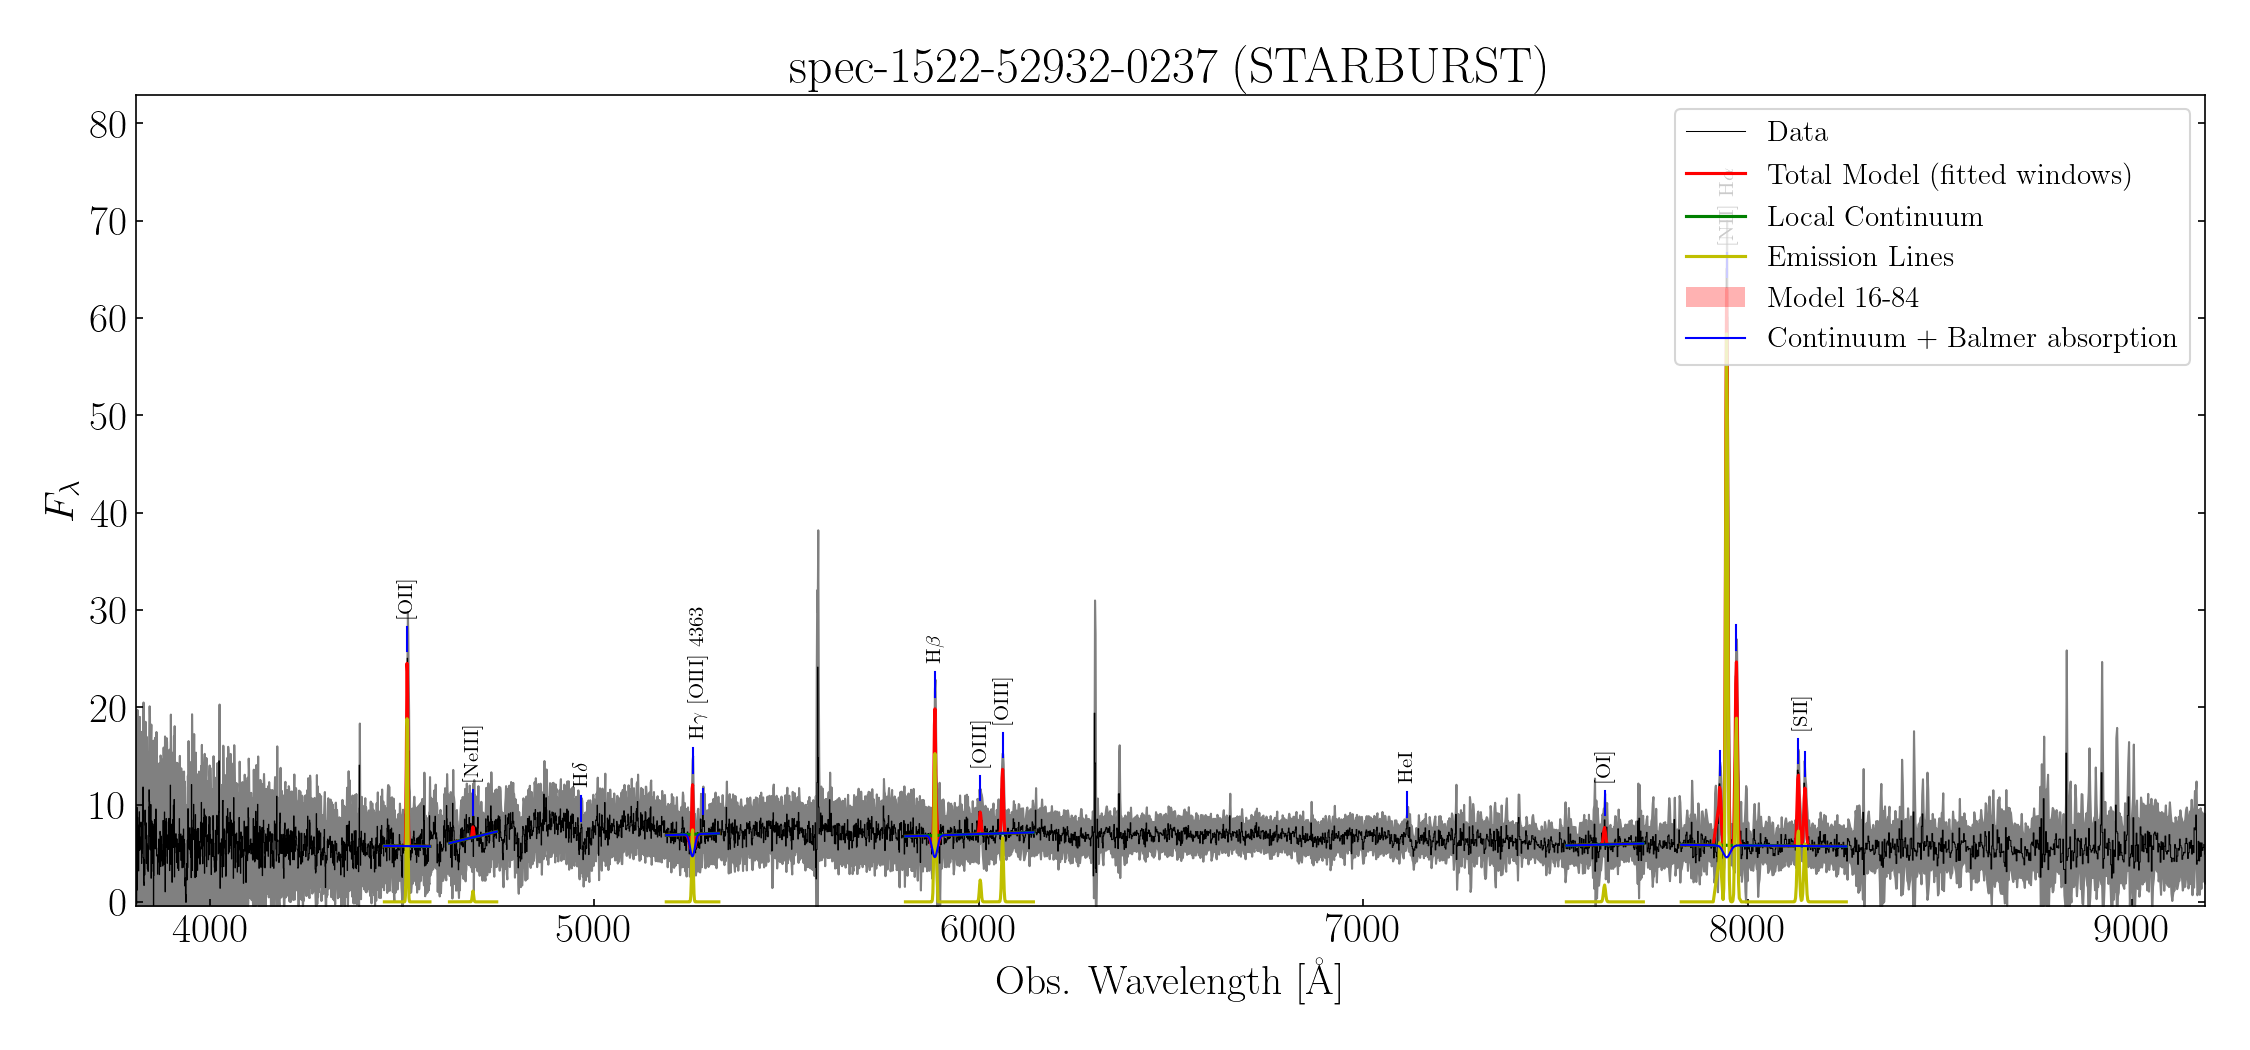 spec-1522-52932-0237 (STARBURST)
80
70
60
50
40
30
20
10
0
Fλ
Data
Total Model (fitted windows)
Local Continuum
Emission Lines
Model 16-84
Continuum + Balmer absorption
[OII]
[NeIII]
Hδ
Hγ [OIII] 4363
Hβ
[OIII]
[OIII]
HeI
[OI]
[NII] Hα
[SII]
4000
5000
6000
7000
8000
9000
Obs. Wavelength [Å]